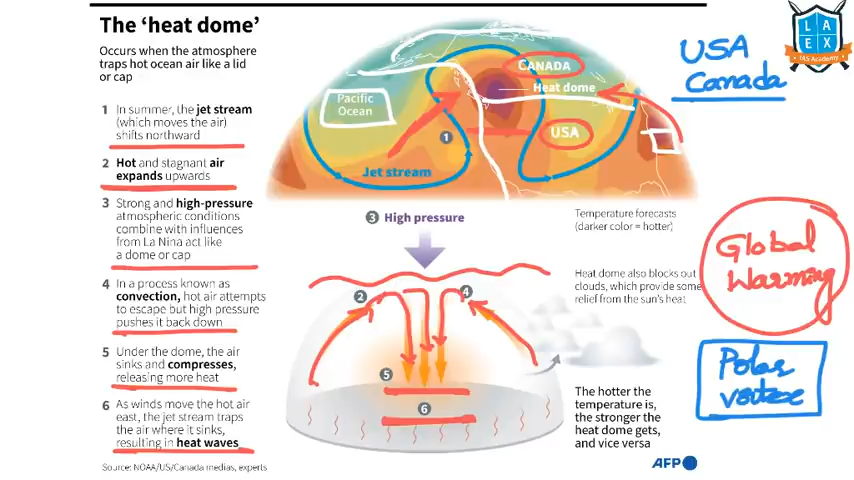 The ‘heat dome’
Occurs when the atmosphere
traps hot ocean air like a lid
or cap
1 In summer, the jet stream
(which moves the air)
shifts northward
2 Hot and stagnant air
expands upwards
3 Strong and high-pressure
atmospheric conditions
combine with influences
from La Nina act like
a dome or cap
4 In a process known as
convection, hot air attempts
to escape but high pressure
pushes it back down
5 Under the dome, the air
sinks and compresses,
releasing more heat
6 As winds move the hot air
east, the jet stream traps
the air where it sinks,
resulting in heat waves
Source: NOAA/US/Canada medias, experts
CANADA
Heat dome
Pacific
Ocean
USA
1
Jet stream
3 High pressure
Temperature forecasts
(darker color = hotter)
Heat dome also blocks out
clouds, which provide some
relief from the sun's heat
2
4
5
6
The hotter the
temperature is,
the stronger the
heat dome gets,
and vice versa
AFP
USA
Canada
L A
E X
IAS Academy
Global
Warming
Polar
vortex